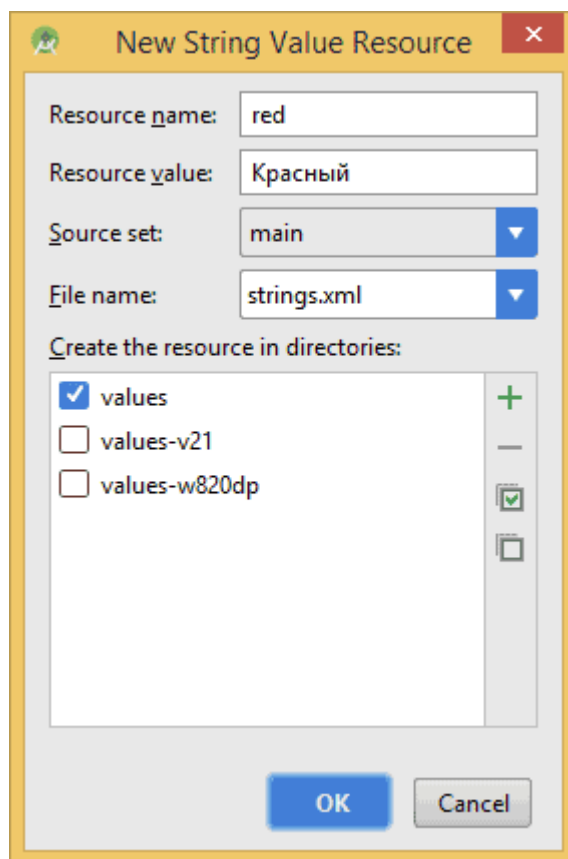 New String Value Resource
Resource name: red
Resource value: Красный
Source set: main
File name: strings.xml
Create the resource in directories:
values
values-v21
values-w820dp
OK Cancel